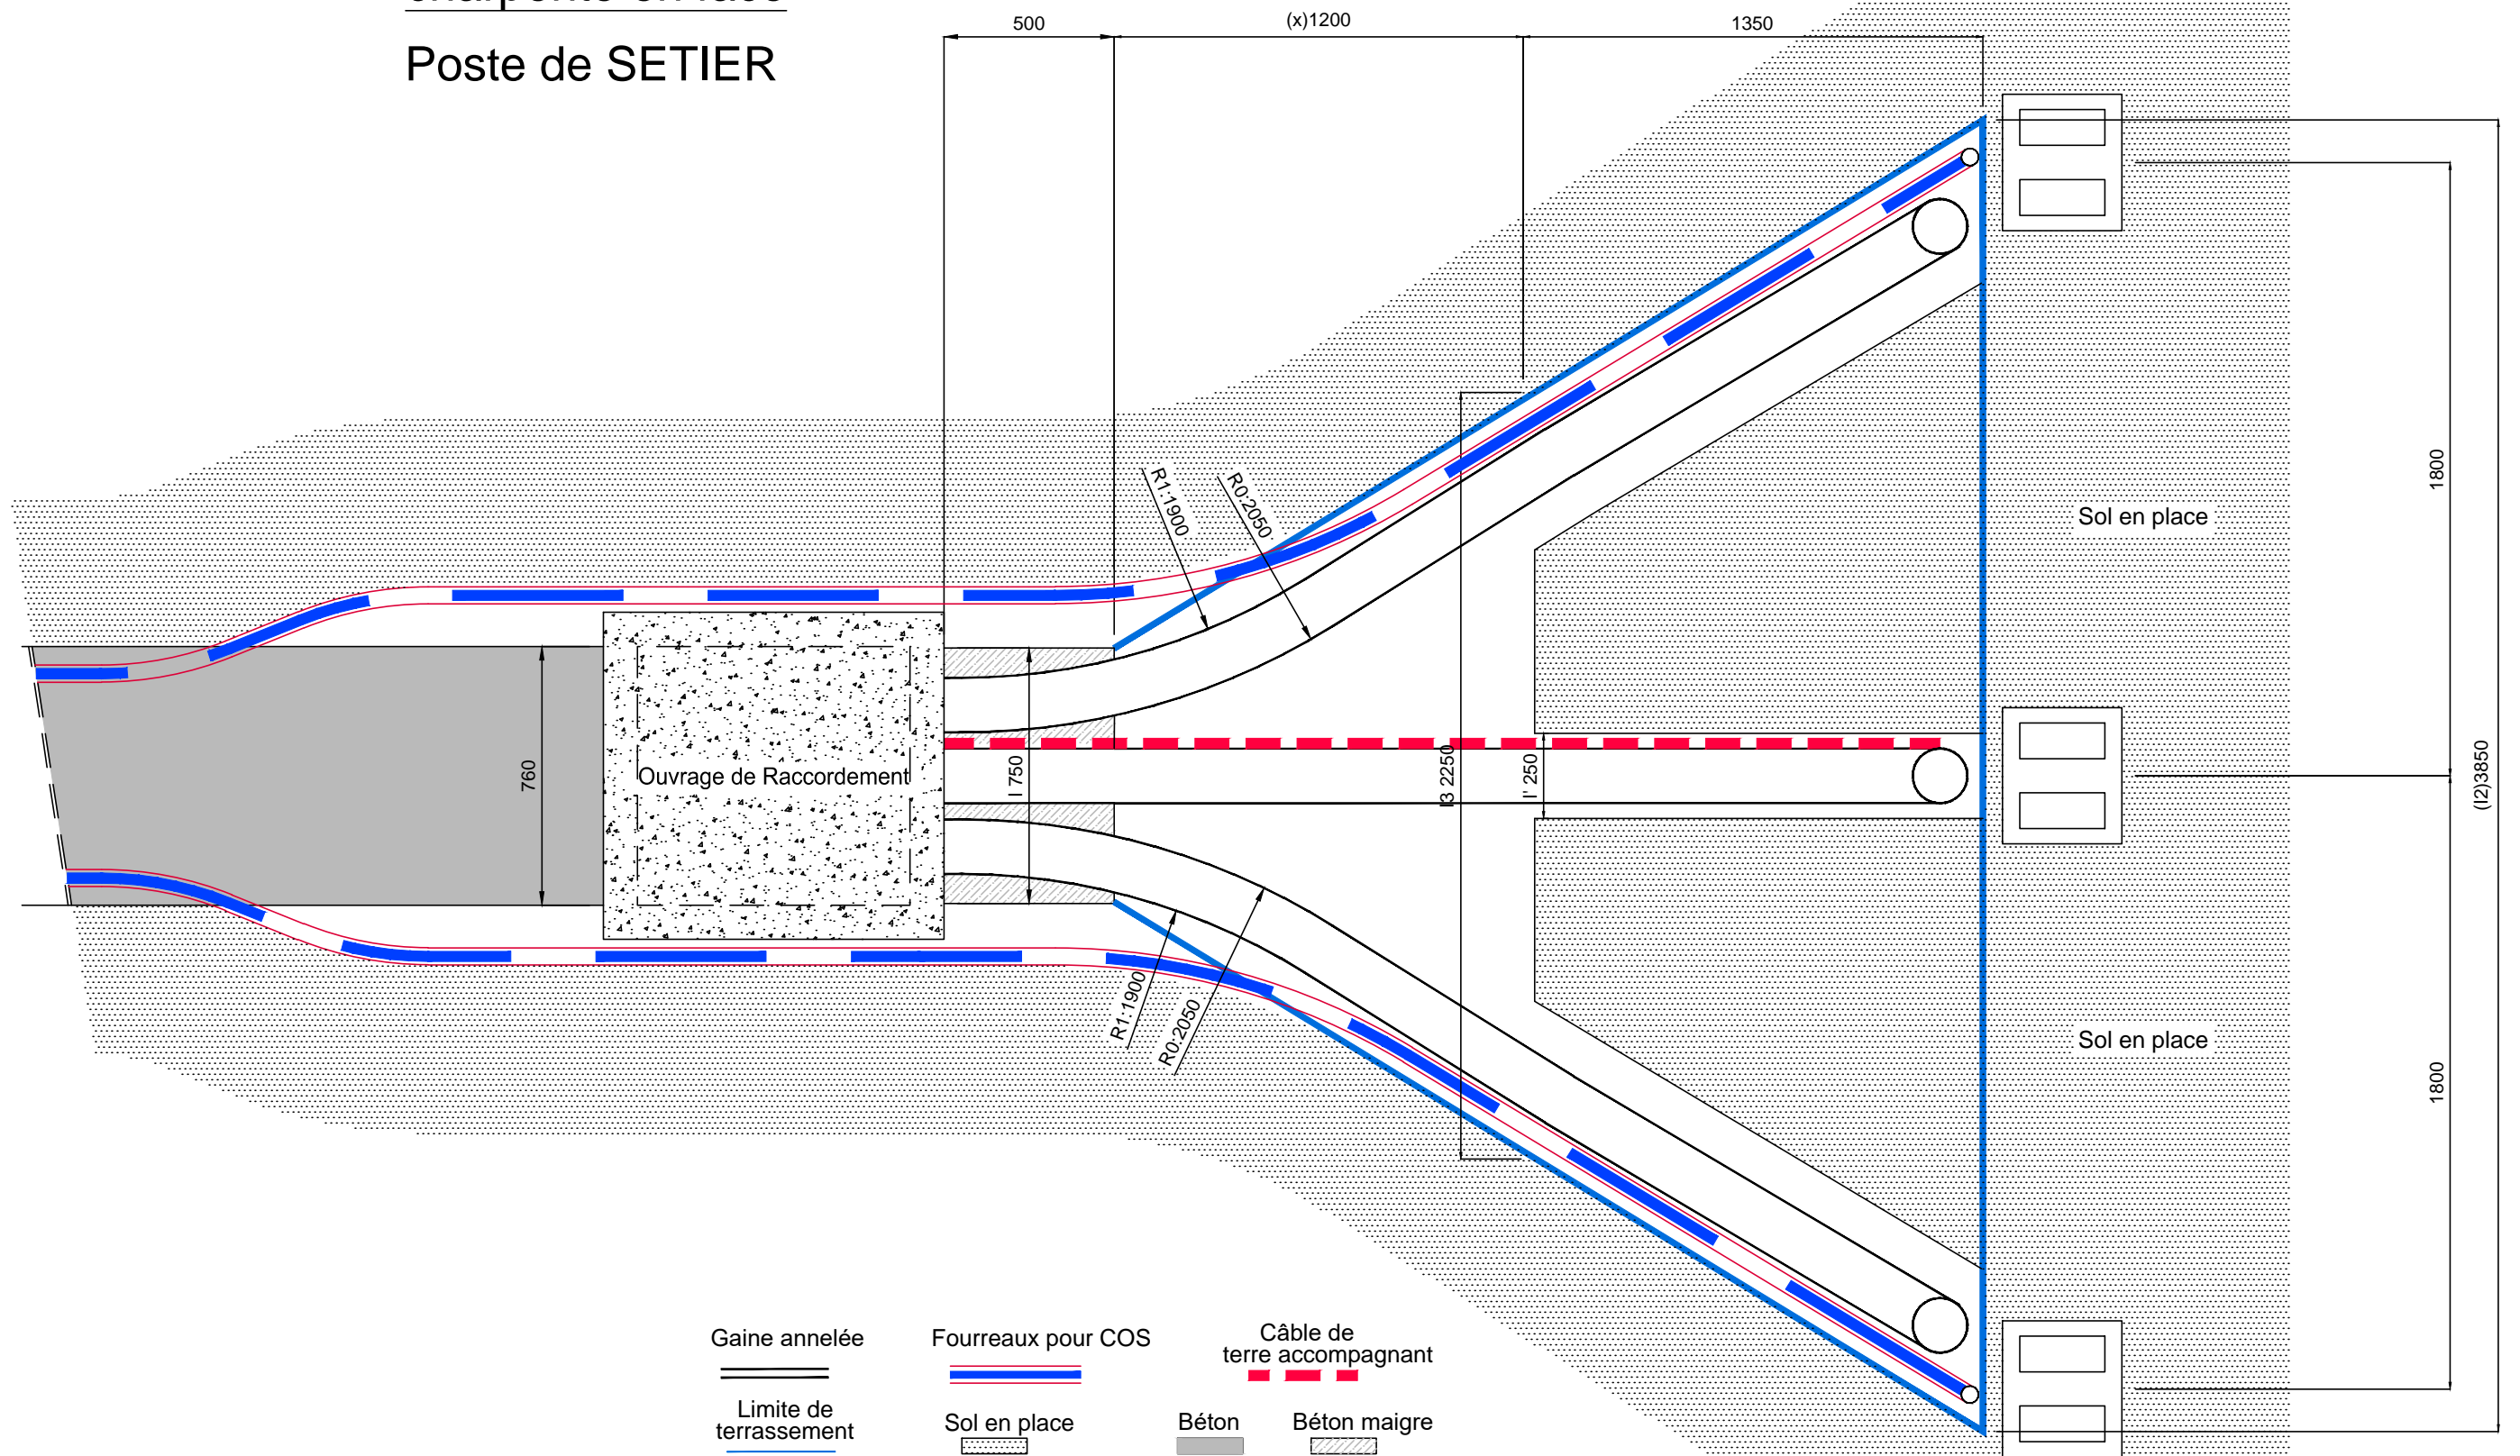 Poste de SETIER
500
(x)1200
1350
R1:1900
R0:2050
1800
Sol en place
760
Ouvrage de Raccordement
l 750
l3 2250
l' 250
(l2)3850
R1:1900
R0:2050
Sol en place
1800
Gaine annelée
Fourreaux pour COS
Câble de
terre accompagnant
Limite de
terrassement
Sol en place
Béton
Béton maigre